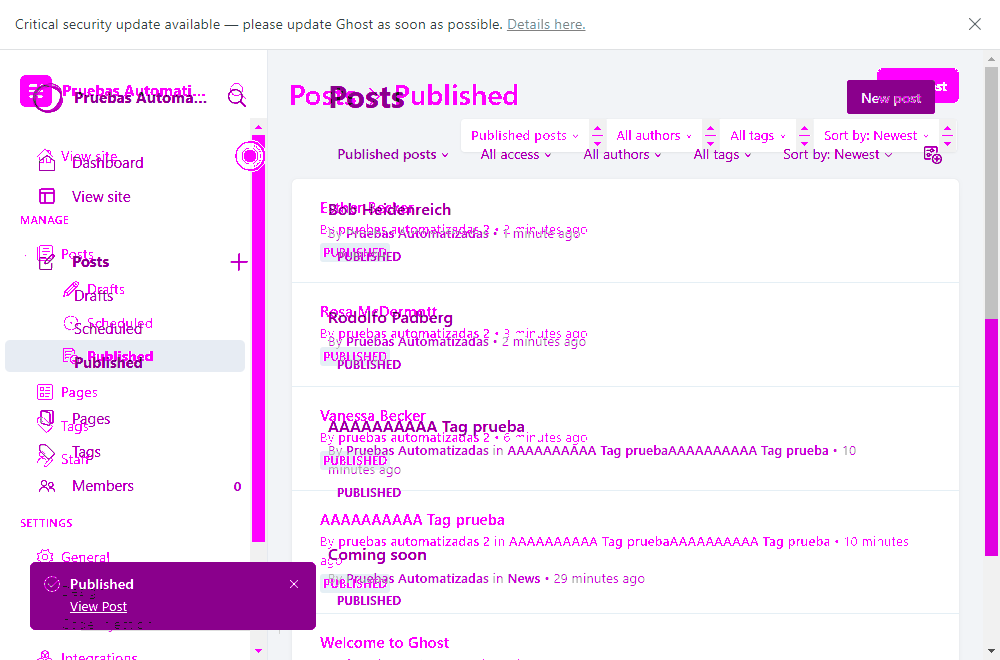 Critical security update available — please update Ghost as soon as possible. Details here.
Pruebas Automati...
Pruebas Automa...
Posts
Published
Posts
New post
Published posts
All authors
All tags
Sort by: Newest
Published posts
All access
All authors
All tags
Sort by: Newest
View site
Dashboard
View site
MANAGE
Posts
Posts
Drafts
Drafts
Scheduled
Scheduled
Published
Published
Pages
Pages
Tags
Tags
Staff
Members 0
SETTINGS
General
Integrations
Published
View Post
Esther Becker
By pruebas automatizadas 2 • 2 minutes ago
PUBLISHED
Bob Heidenreich
By Pruebas Automatizadas • 1 minute ago
PUBLISHED
Rosa McDermott
By pruebas automatizadas 2 • 3 minutes ago
PUBLISHED
Rodolfo Padberg
By Pruebas Automatizadas • 2 minutes ago
PUBLISHED
Vanessa Becker
By pruebas automatizadas 2 • 6 minutes ago
PUBLISHED
AAAAAAAAAA Tag prueba
By Pruebas Automatizadas in AAAAAAAAAA Tag pruebaAAAAAAAAAA Tag prueba • 10
minutes ago
PUBLISHED
AAAAAAAAAA Tag prueba
By pruebas automatizadas 2 in AAAAAAAAAA Tag pruebaAAAAAAAAAA Tag prueba • 10 minutes
ago
PUBLISHED
Coming soon
By Pruebas Automatizadas in News • 29 minutes ago
PUBLISHED
Welcome to Ghost